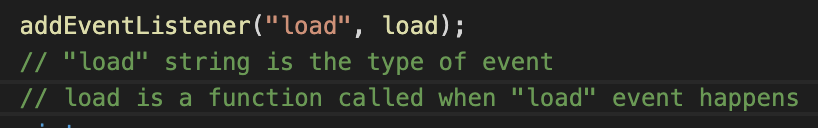 addEventListener("load", load);
// "load" string is the type of event
// load is a function called when "load" event happens